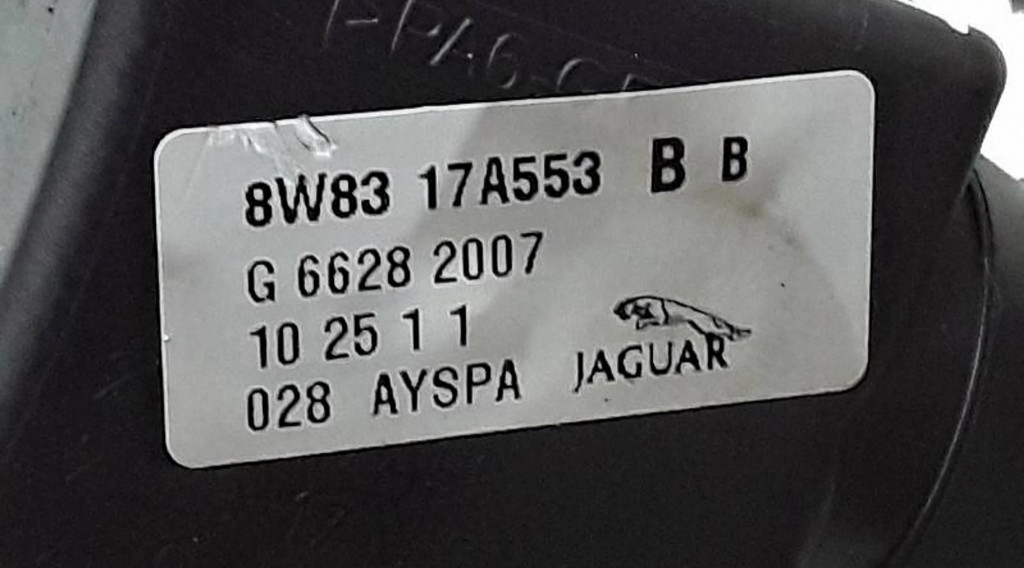 8W83 17A553 B B
G 6628 2007
10 25 1 1
028 AYSPA JAGUAR